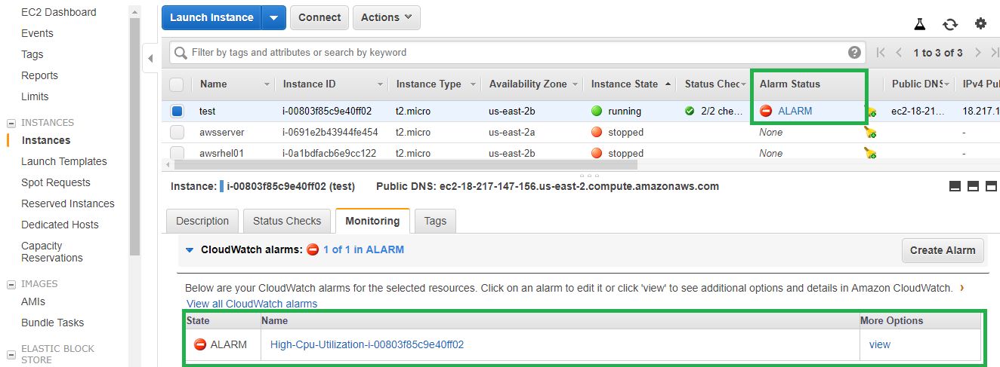 EC2 Dashboard
Events
Tags
Reports
Limits
INSTANCES
Instances
Launch Templates
Spot Requests
Reserved Instances
Dedicated Hosts
Capacity
Reservations
IMAGES
AMIs
Bundle Tasks
ELASTIC BLOCK
STORE
Launch Instance Connect Actions
Filter by tags and attributes or search by keyword ? 1 to 3 of 3
Name Instance ID Instance Type Availability Zone Instance State Status Chec Alarm Status Public DNS IPv4 Pul
test i-00803f85c9e40ff02 t2.micro us-east-2b running 2/2 che... ALARM ec2-18-21... 18.217.1
awsserver i-0691e2b43944fe454 t2.micro us-east-2a stopped None -
awsrhel01 i-0a1bdfacb6e9cc122 t2.micro us-east-2b stopped None -
Instance: i-00803f85c9e40ff02 (test) Public DNS: ec2-18-217-147-156.us-east-2.compute.amazonaws.com
Description Status Checks Monitoring Tags
CloudWatch alarms: 1 of 1 in ALARM Create Alarm
Below are your CloudWatch alarms for the selected resources. Click on an alarm to edit it or click 'view' to see additional options and details in Amazon CloudWatch.
View all CloudWatch alarms
State Name More Options
ALARM High-Cpu-Utilization-i-00803f85c9e40ff02 view